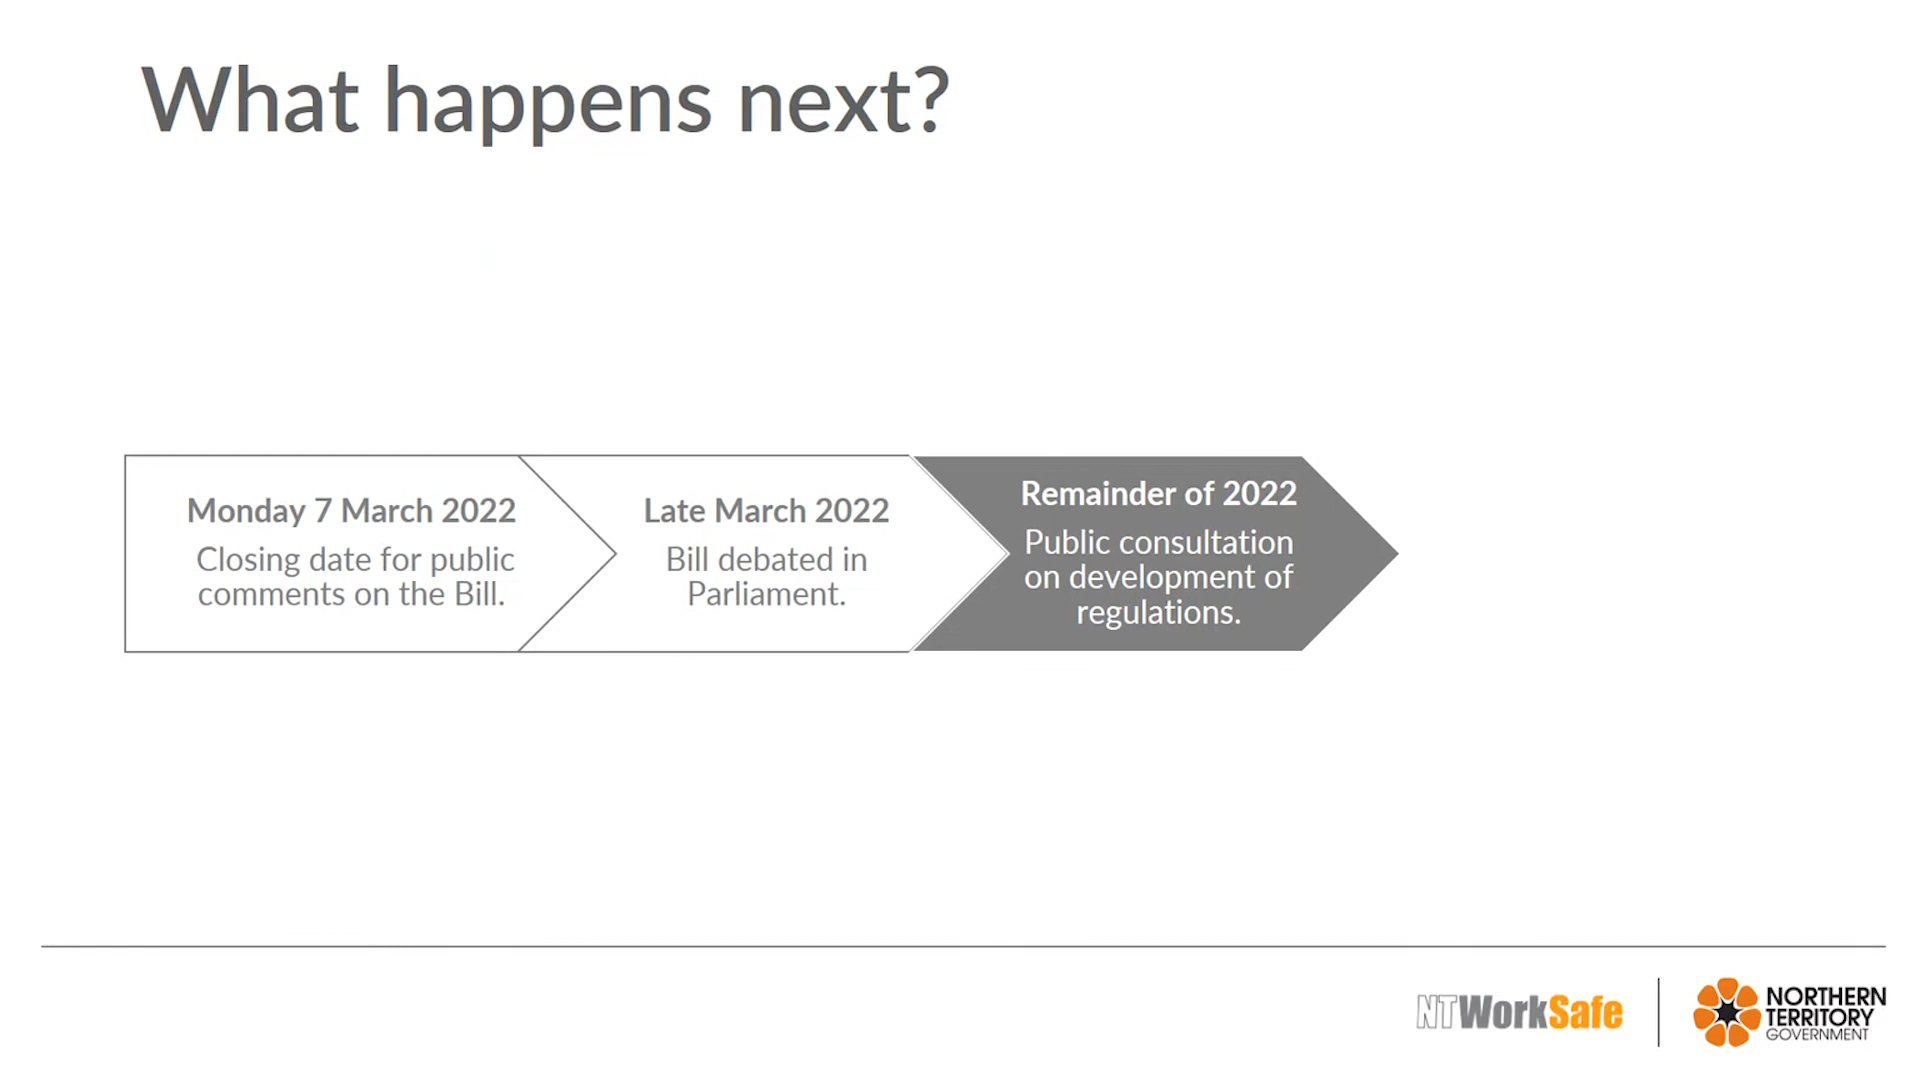 What happens next?
Monday 7 March 2022
Closing date for public
comments on the Bill.
Late March 2022
Bill debated in
Parliament.
Remainder of 2022
Public consultation
on development of
regulations.
NTWorkSafe
NORTHERN
TERRITORY
GOVERNMENT